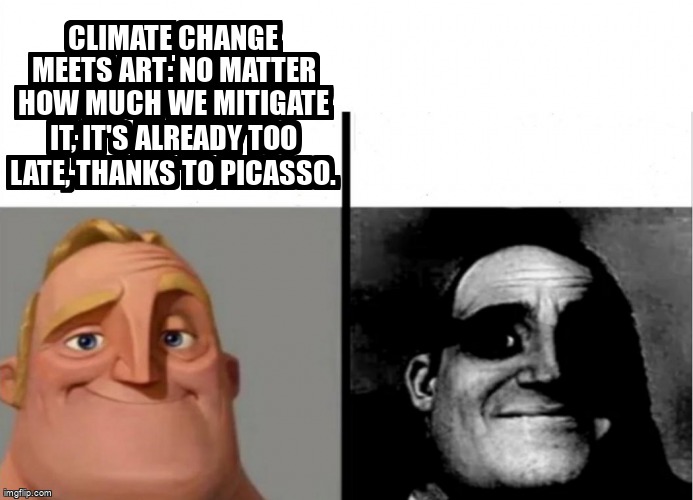 CLIMATE CHANGE
MEETS ART: NO MATTER
HOW MUCH WE MITIGATE
IT, IT'S ALREADY TOO
LATE, THANKS TO PICASSO.
imgflip.com